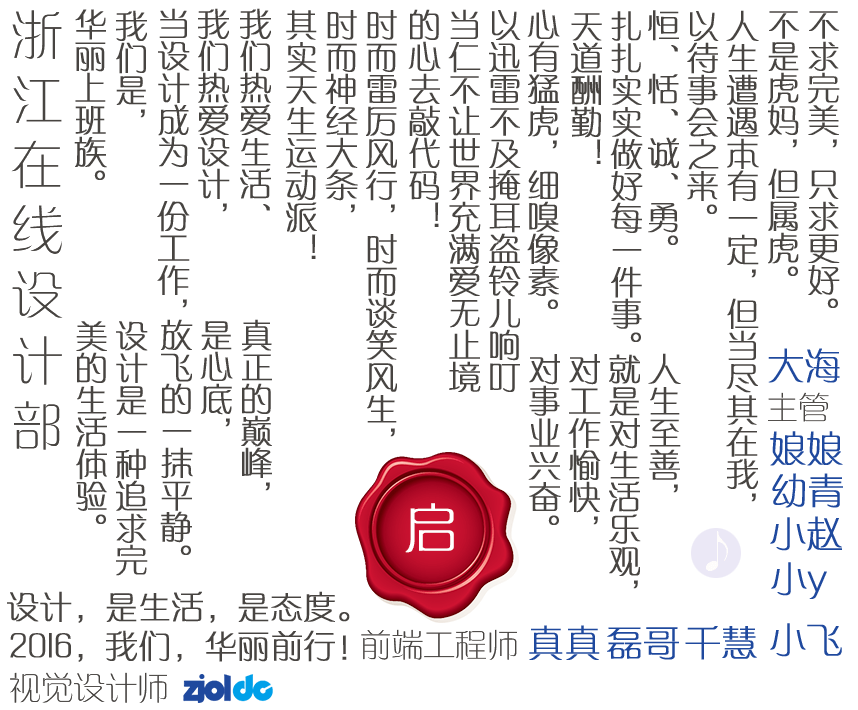 浙江在线设计部
不求完美，只求更好。
不是虎妈，但属虎。
人生遭遇本有一定，但当尽其在我，
以待事会之来。
恒、恬、诚、勇。
扎扎实实做好每一件事。
天道酬勤！
心有猛虎，细嗅像素。
人生至善，
就是对生活乐观，
对工作愉快，
对事业兴奋。
以迅雷不及掩耳盗铃儿响叮
当仁不让世界充满爱无止境
的心去敲代码！
时而雷厉风行，时而谈笑风生，
时而神经大条，
其实天生运动派！
我们热爱生活、
我们热爱设计，
当设计成为一份工作，
我们是，
华丽上班族。
真正的巅峰，
是心底，
放飞的一抹平静。
设计是一种追求完
美的生活体验。
启
大海
主管
娘娘
幼青
小赵
小y
小飞
设计，是生活，是态度。
2016，我们，华丽前行！前端工程师 真真 磊哥 千慧
视觉设计师 zjoldc